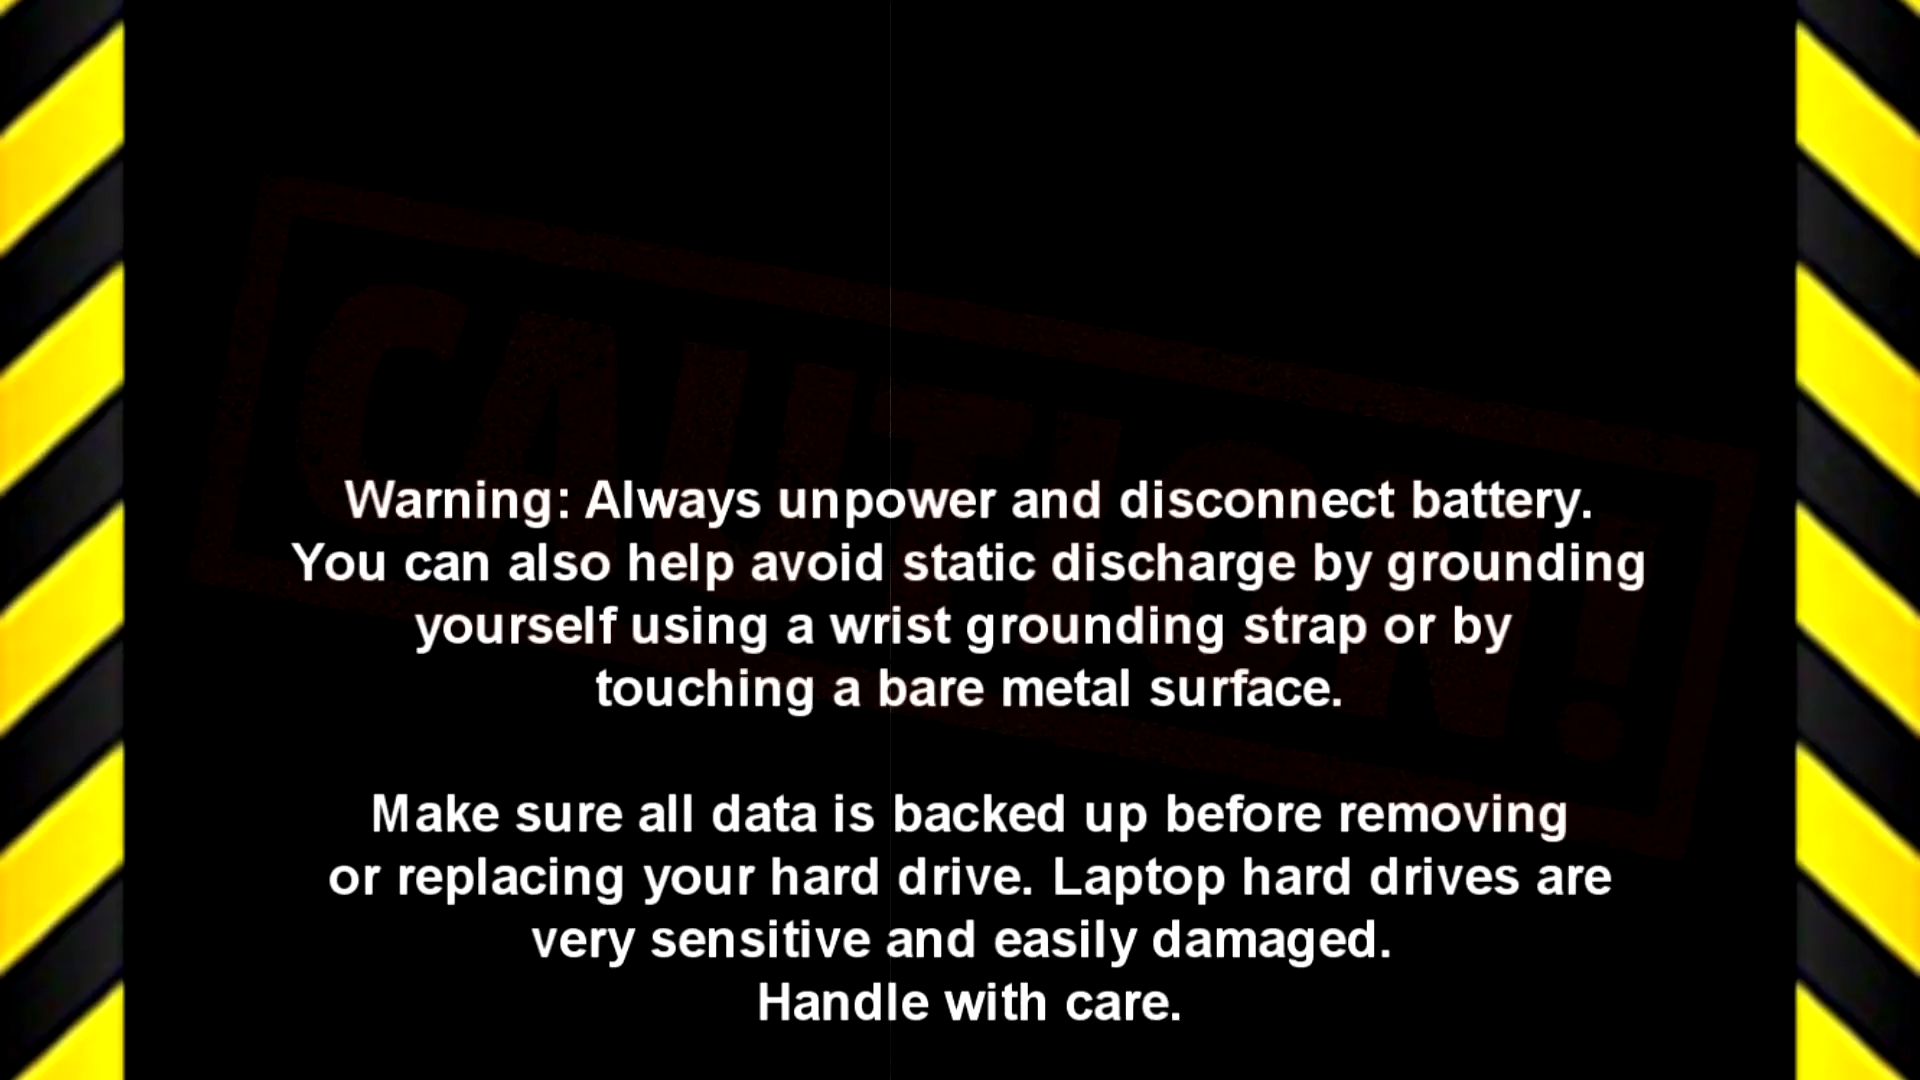 CAUTION!
Warning: Always unpower and disconnect battery.
You can also help avoid static discharge by grounding
yourself using a wrist grounding strap or by
touching a bare metal surface.
Make sure all data is backed up before removing
or replacing your hard drive. Laptop hard drives are
very sensitive and easily damaged.
Handle with care.